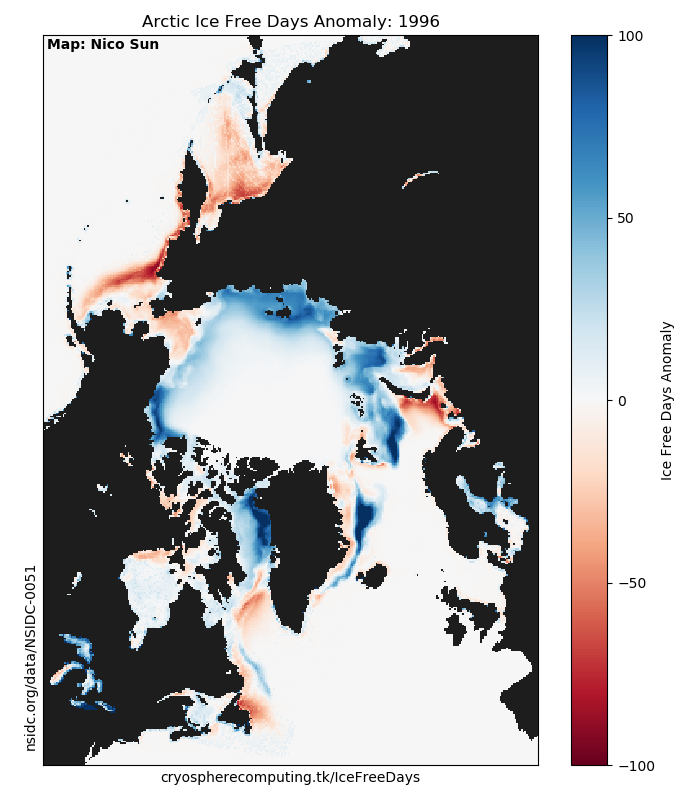 Arctic Ice Free Days Anomaly: 1996
Map: Nico Sun
100
50
0
−50
−100
Ice Free Days Anomaly
nsidc.org/data/NSIDC-0051
cryospherecomputing.tk/IceFreeDays